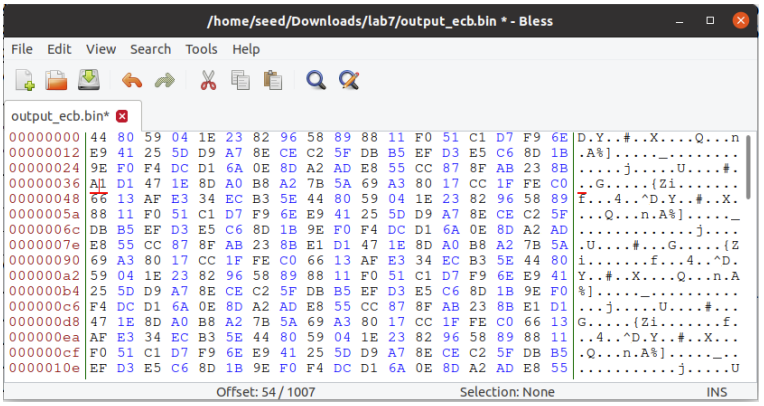 /home/seed/Downloads/lab7/output_ecb.bin * - Bless
File Edit View Search Tools Help
output_ecb.bin*
00000000 44 80 59 04 1E 23 82 96 58 89 88 11 F0 51 C1 D7 F9 6E D.Y..#..X....Q...n
00000012 E9 41 25 5D D9 A7 8E CE C2 5F DB B5 EF D3 E5 C6 8D 1B .A%]....._........
00000024 9E F0 F4 DC D1 6A 0E 8D A2 AD E8 55 CC 87 8F AB 23 8B .....j.....U....#.
00000036 A1 D1 47 1E 8D A0 B8 A2 7B 5A 69 A3 80 17 CC 1F FE C0 ..G.....{Zi.......
00000048 66 13 AF E3 34 EC B3 5E 44 80 59 04 1E 23 82 96 58 89 f...4..^D.Y..#..X.
0000005a 88 11 F0 51 C1 D7 F9 6E E9 41 25 5D D9 A7 8E CE C2 5F ...Q...n.A%]....._
0000006c DB B5 EF D3 E5 C6 8D 1B 9E F0 F4 DC D1 6A 0E 8D A2 AD .............j....
0000007e E8 55 CC 87 8F AB 23 8B E1 D1 47 1E 8D A0 B8 A2 7B 5A .U....#...G.....{Z
00000090 69 A3 80 17 CC 1F FE C0 66 13 AF E3 34 EC B3 5E 44 80 i.......f...4..^D.
000000a2 59 04 1E 23 82 96 58 89 88 11 F0 51 C1 D7 F9 6E E9 41 Y..#..X....Q...n.A
000000b4 25 5D D9 A7 8E CE C2 5F DB B5 EF D3 E5 C6 8D 1B 9E F0 %]....._..........
000000c6 F4 DC D1 6A 0E 8D A2 AD E8 55 CC 87 8F AB 23 8B E1 D1 ...j.....U....#...
000000d8 47 1E 8D A0 B8 A2 7B 5A 69 A3 80 17 CC 1F FE C0 66 13 G.....{Zi.......f.
000000ea AF E3 34 EC B3 5E 44 80 59 04 1E 23 82 96 58 89 88 11 ..4..^D.Y..#..X...
000000cf F0 51 C1 D7 F9 6E E9 41 25 5D D9 A7 8E CE C2 5F DB B5 .Q...n.A%]....._..
0000010e EF D3 E5 C6 8D 1B 9E F0 F4 DC D1 6A 0E 8D A2 AD E8 55 ...........j.....U
Offset: 54 / 1007 Selection: None INS